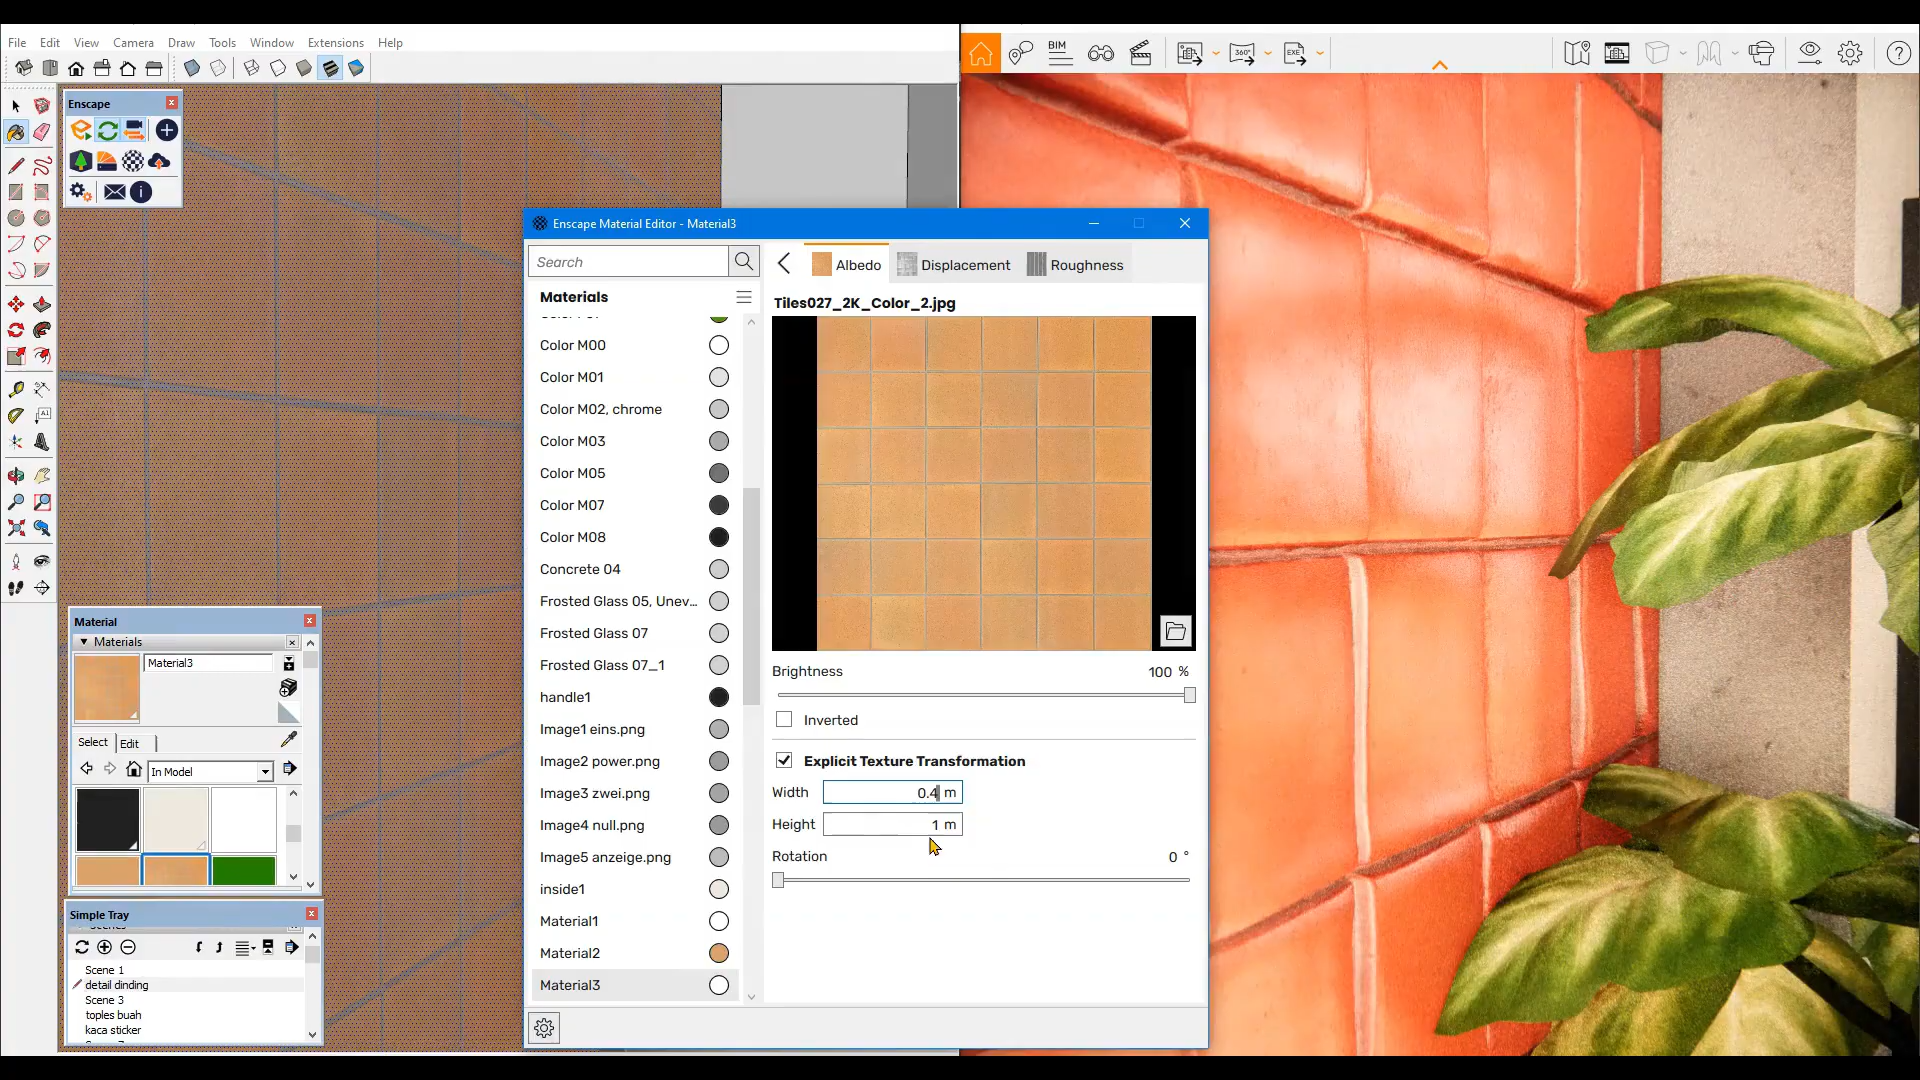 File Edit View Camera Draw Tools Window Extensions Help
BIM
360°
EXE
?
Enscape
i
A1
Enscape Material Editor - Material3
Search
Albedo
Displacement
Roughness
Materials
Tiles027_2K_Color_2.jpg
Color M00
Color M01
Color M02, chrome
Color M03
Color M05
Color M07
Color M08
Concrete 04
Frosted Glass 05, Unev...
Frosted Glass 07
Frosted Glass 07_1
handle1
Image1 eins.png
Image2 power.png
Image3 zwei.png
Image4 null.png
Image5 anzeige.png
inside1
Material1
Material2
Material3
Brightness 100 %
Inverted
Explicit Texture Transformation
Width 0.4 m
Height 1 m
Rotation 0 °
Material
Materials
Material3
Select Edit
In Model
Simple Tray
Scene 1
detail dinding
Scene 3
toples buah
kaca sticker